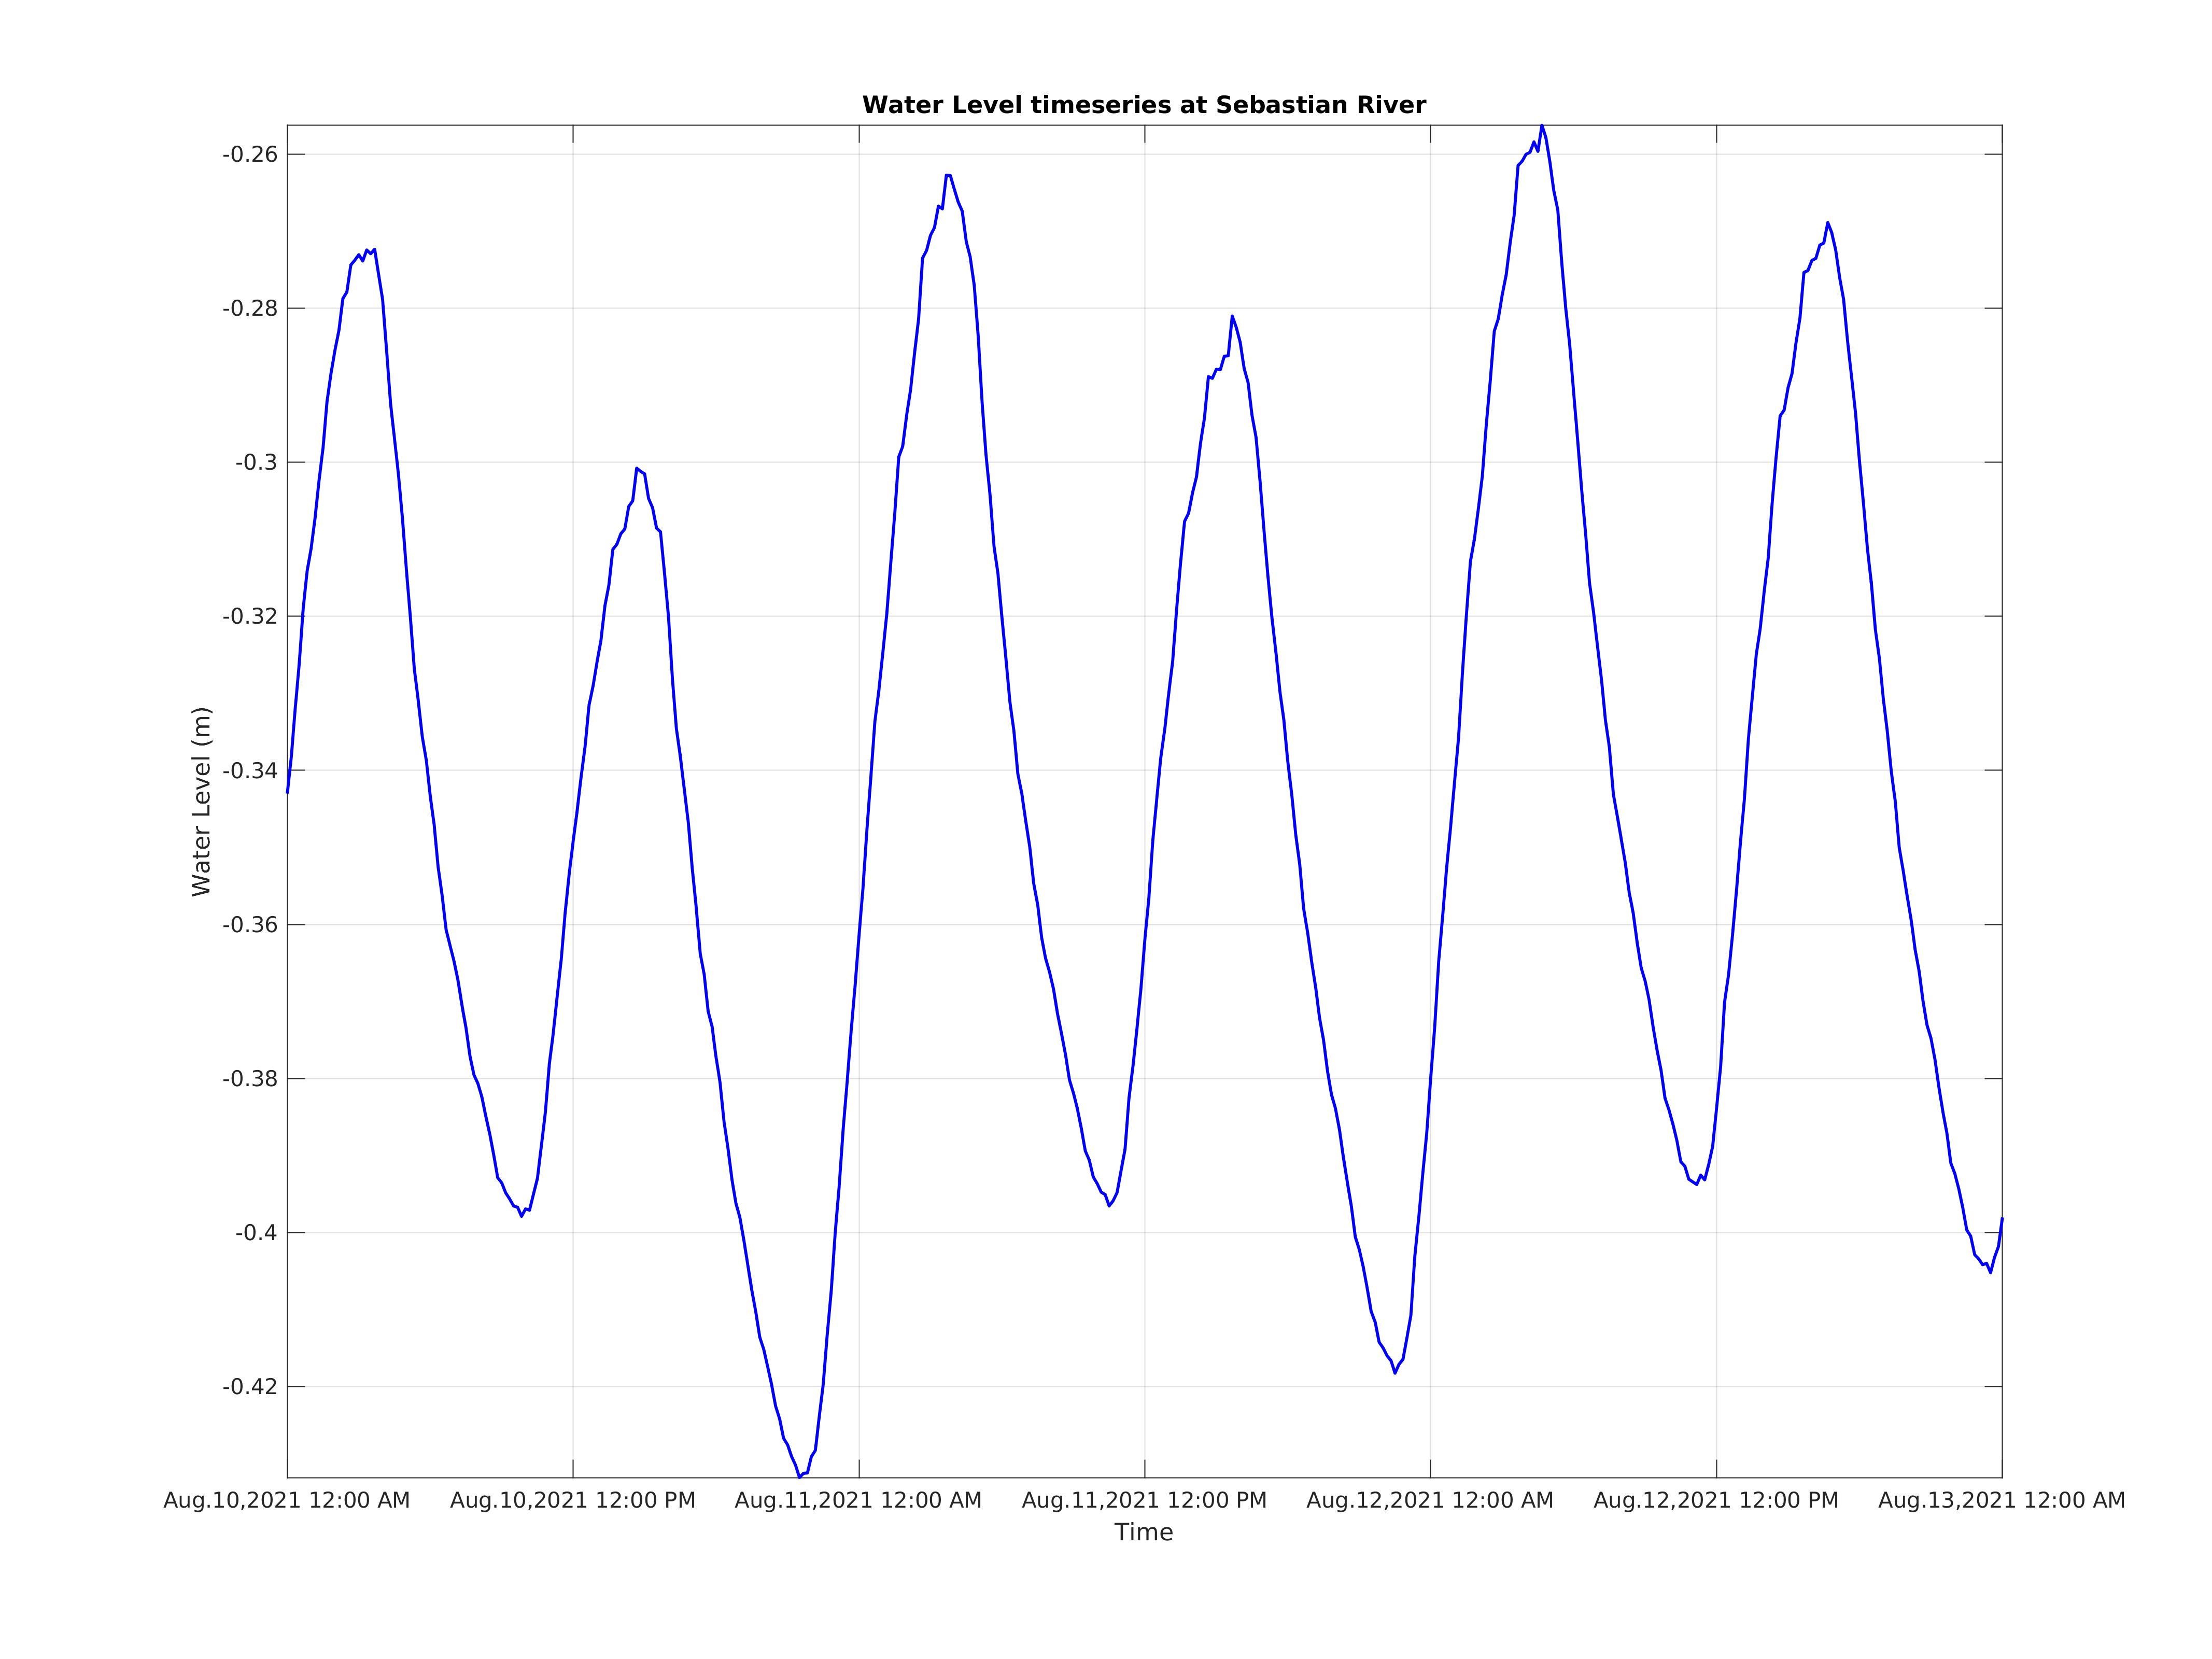 Water Level timeseries at Sebastian River
-0.26
-0.28
-0.3
-0.32
-0.34
-0.36
-0.38
-0.4
-0.42
Water Level (m)
Aug.10,2021 12:00 AM Aug.10,2021 12:00 PM Aug.11,2021 12:00 AM Aug.11,2021 12:00 PM Aug.12,2021 12:00 AM Aug.12,2021 12:00 PM Aug.13,2021 12:00 AM
Time